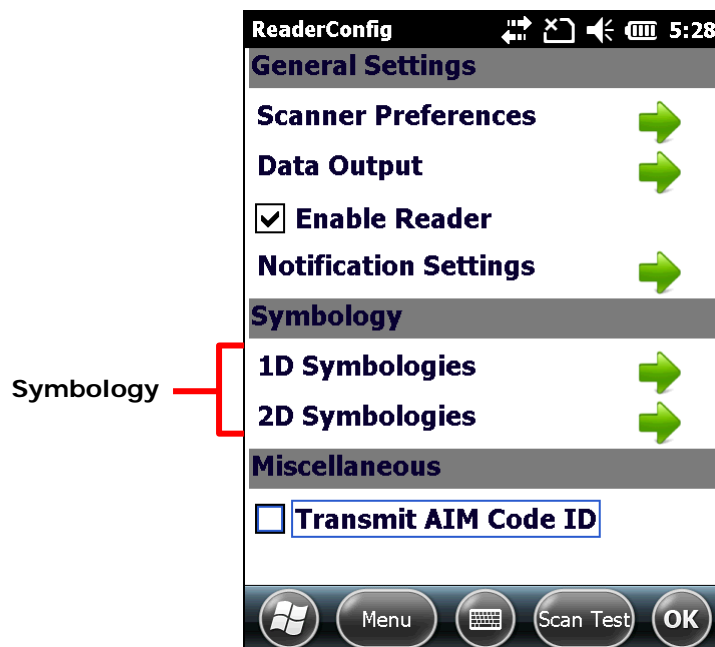 ReaderConfig 5:28
General Settings
Scanner Preferences
Data Output
Enable Reader
Notification Settings
Symbology
1D Symbologies
Symbology
2D Symbologies
Miscellaneous
Transmit AIM Code ID
Menu Scan Test OK